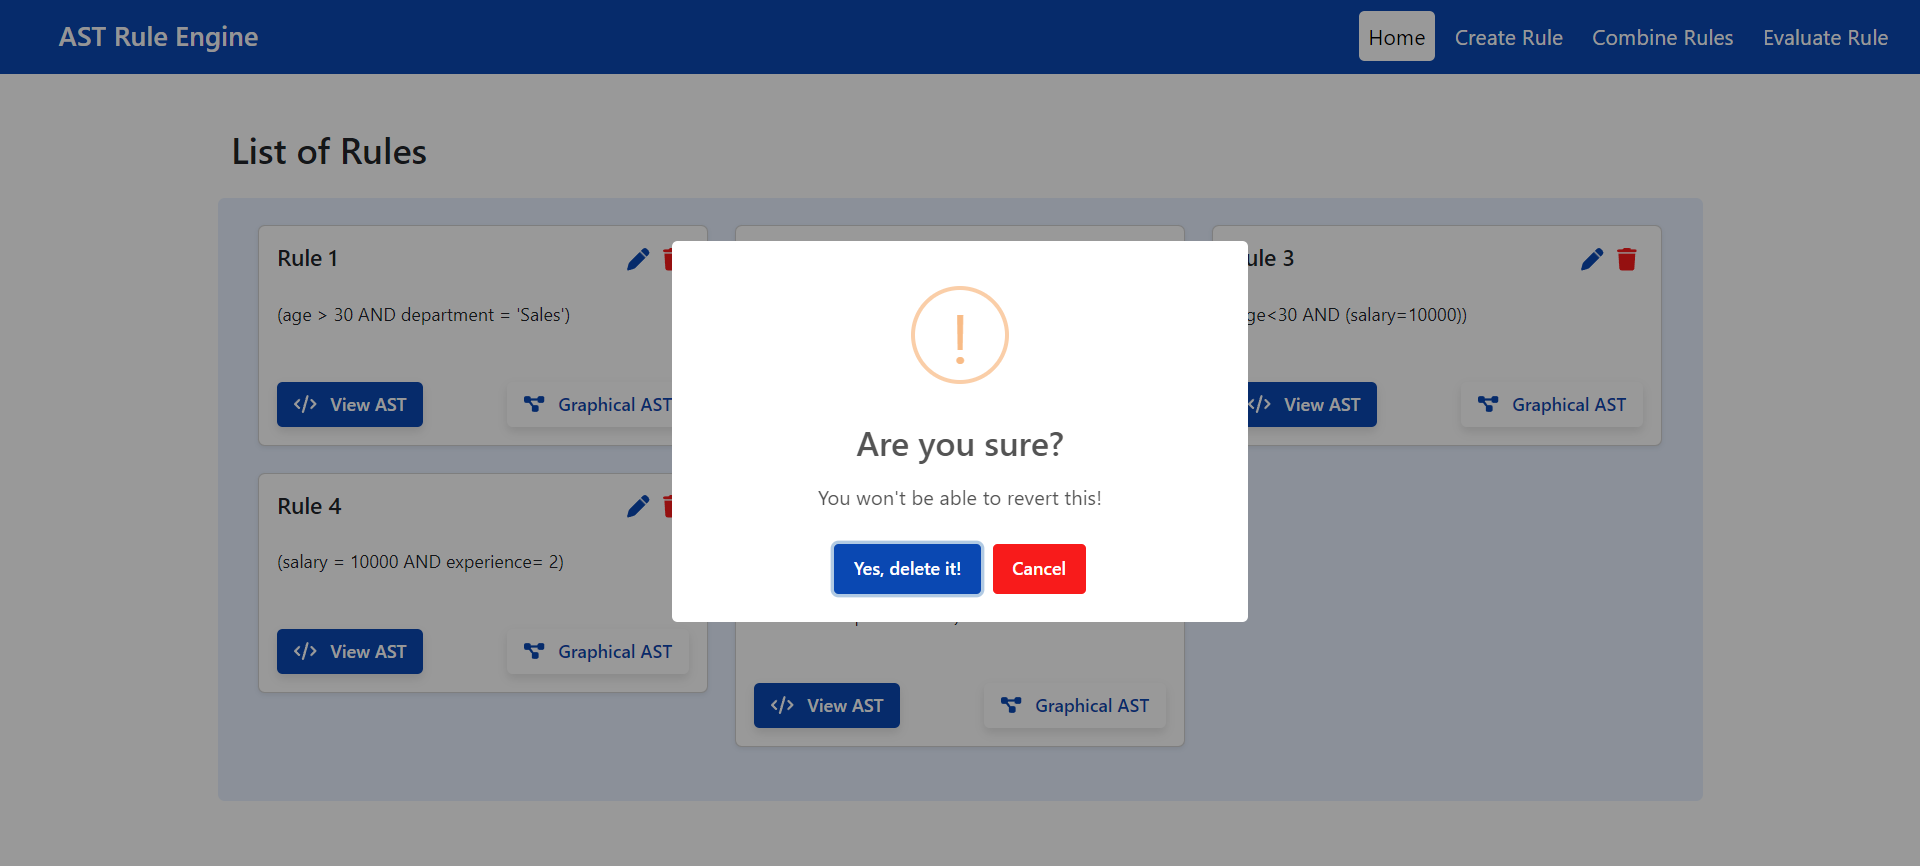 AST Rule Engine
Home
Create Rule
Combine Rules
Evaluate Rule
List of Rules
Rule 1
(age > 30 AND department = 'Sales')
View AST
Graphical AST
ule 3
ge<30 AND (salary=10000))
View AST
Graphical AST
Rule 4
(salary = 10000 AND experience= 2)
View AST
Graphical AST
View AST
Graphical AST
Are you sure?
You won't be able to revert this!
Yes, delete it!
Cancel